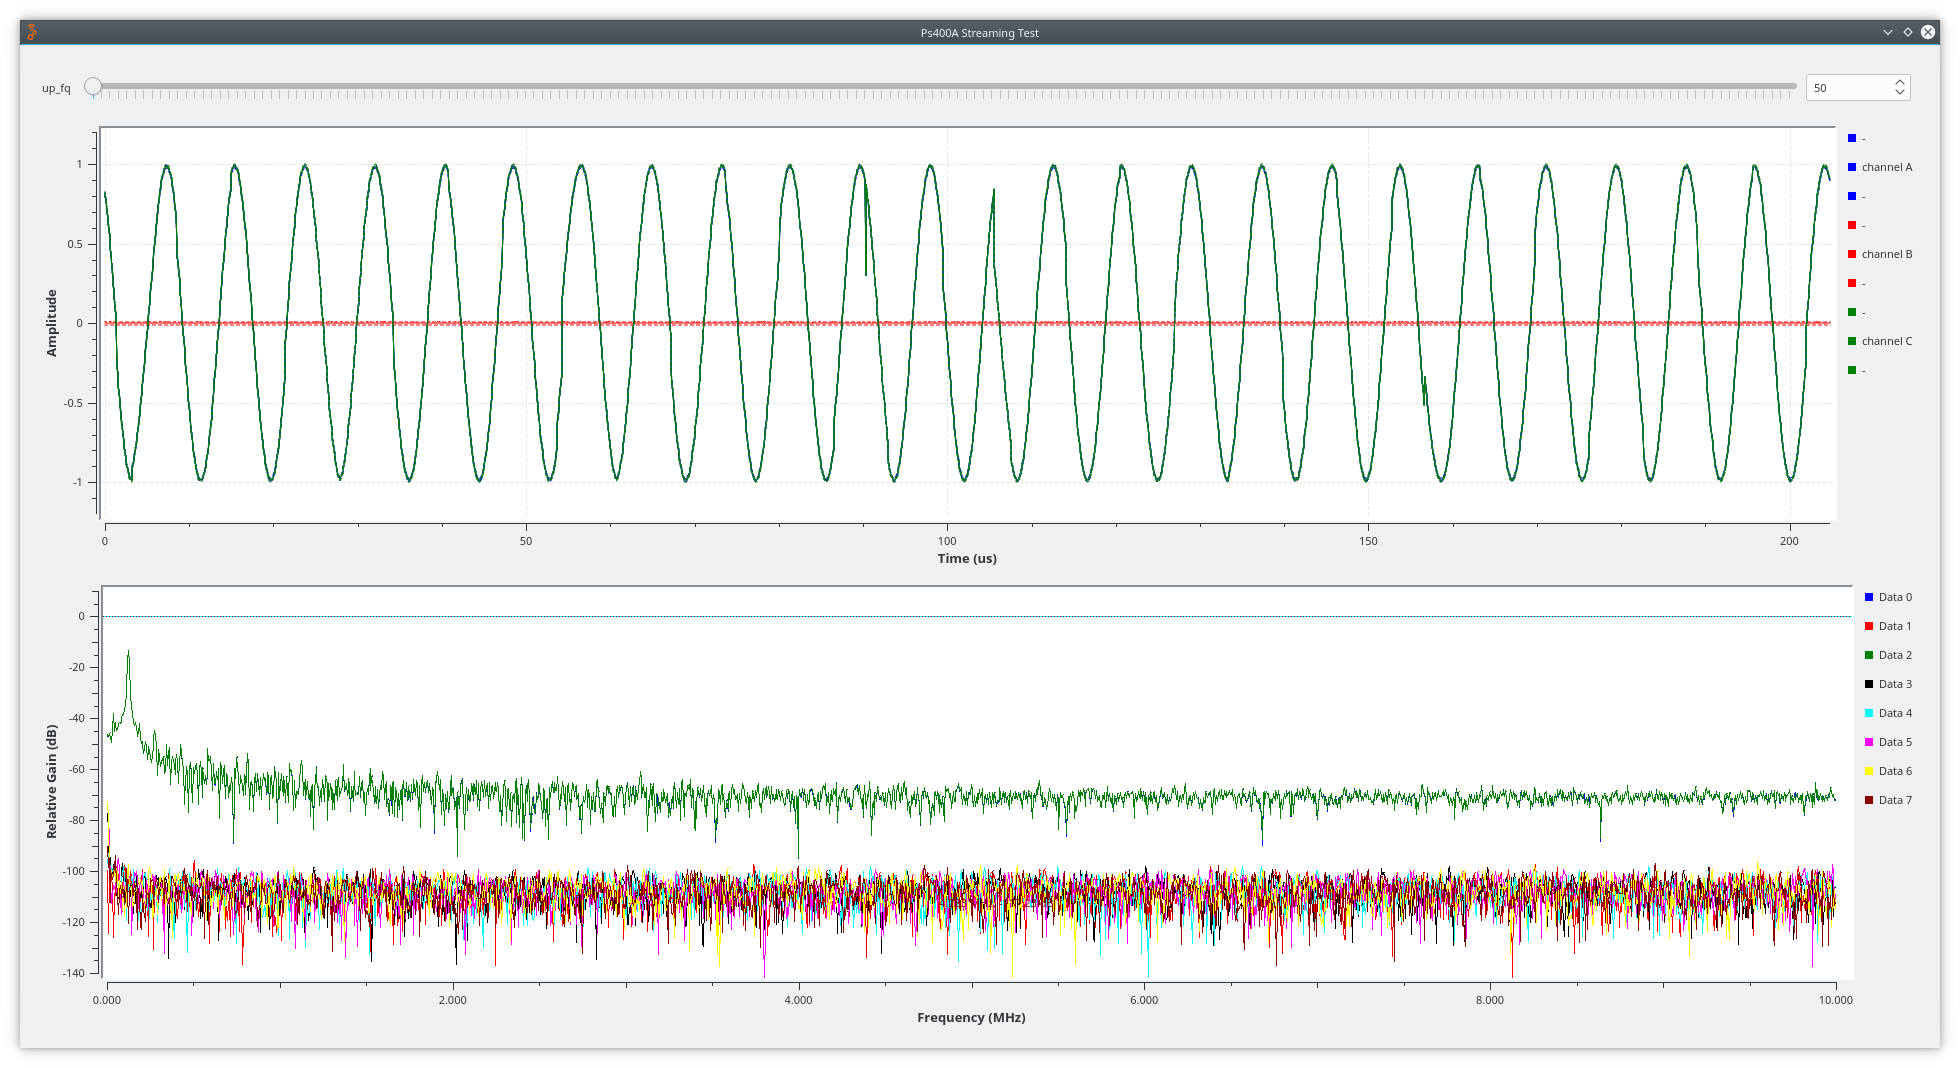 Ps400A Streaming Test
up_fq
50
1
0.5
0
-0.5
-1
Amplitude
0
50
100
150
200
Time (us)
-
channel A
-
-
channel B
-
-
channel C
-
0
-20
-40
-60
-80
-100
-120
-140
Relative Gain (dB)
0.000
2.000
4.000
6.000
8.000
10.000
Frequency (MHz)
Data 0
Data 1
Data 2
Data 3
Data 4
Data 5
Data 6
Data 7